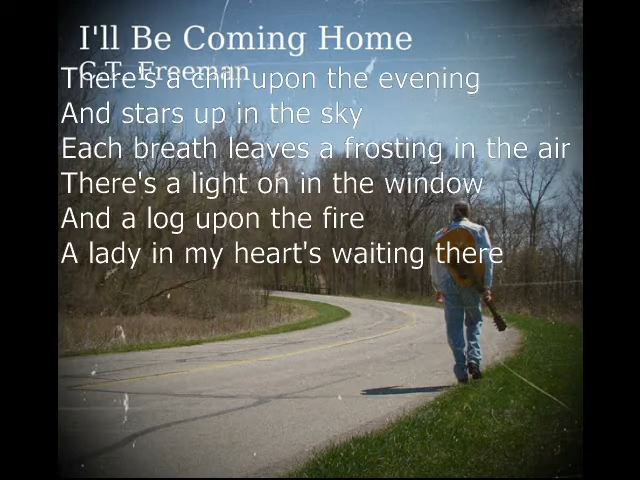 I'll Be Coming Home
C.T. Freeman
There's a chill upon the evening
And stars up in the sky
Each breath leaves a frosting in the air
There's a light on in the window
And a log upon the fire
A lady in my heart's waiting there